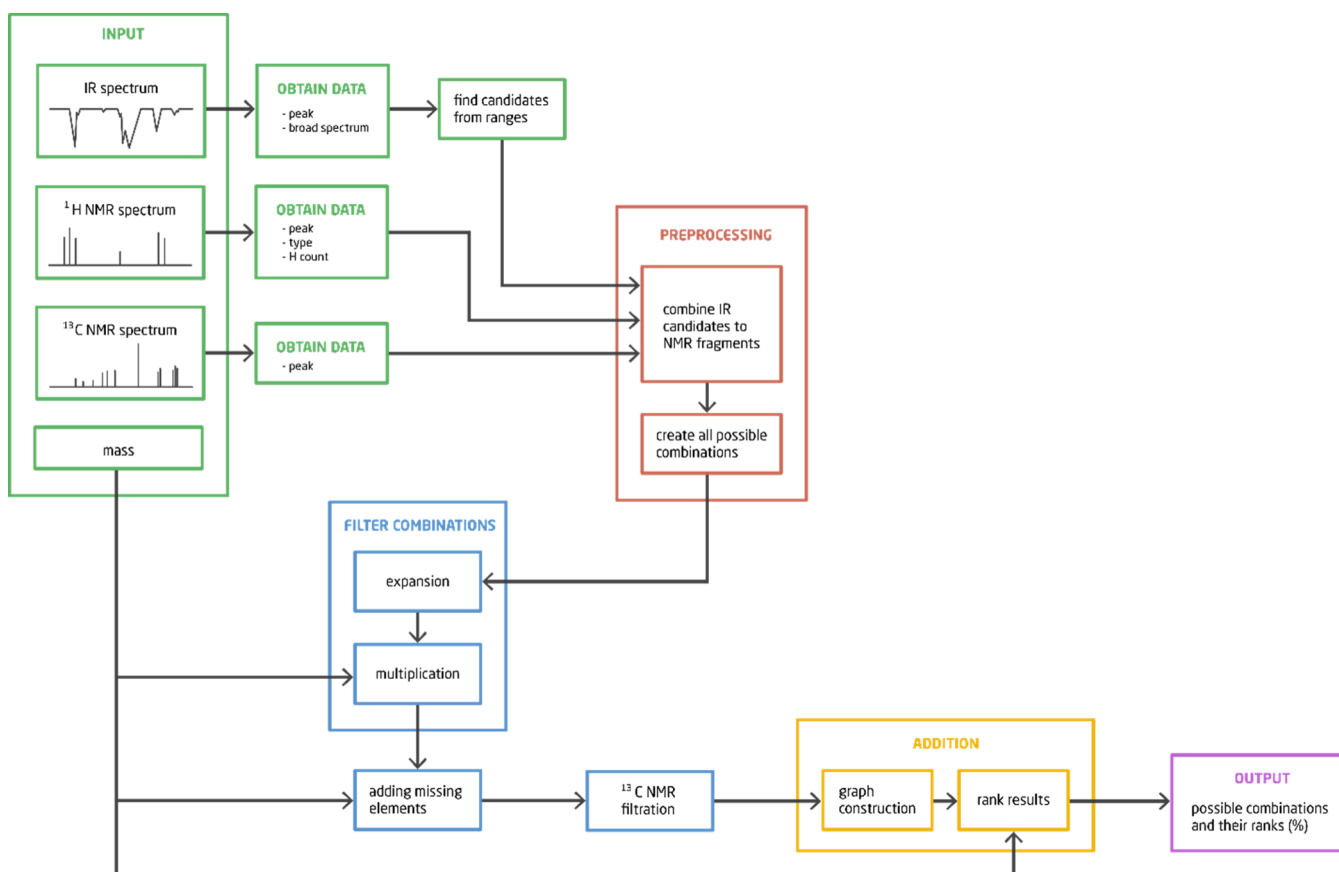 INPUT
IR spectrum
OBTAIN DATA
- peak
- broad spectrum
find candidates
from ranges
¹H NMR spectrum
OBTAIN DATA
- peak
- type
- H count
¹³C NMR spectrum
OBTAIN DATA
- peak
mass
PREPROCESSING
combine IR
candidates to
NMR fragments
create all possible
combinations
FILTER COMBINATIONS
expansion
multiplication
adding missing
elements
¹³C NMR
filtration
ADDITION
graph
construction
rank results
OUTPUT
possible combinations
and their ranks (%)